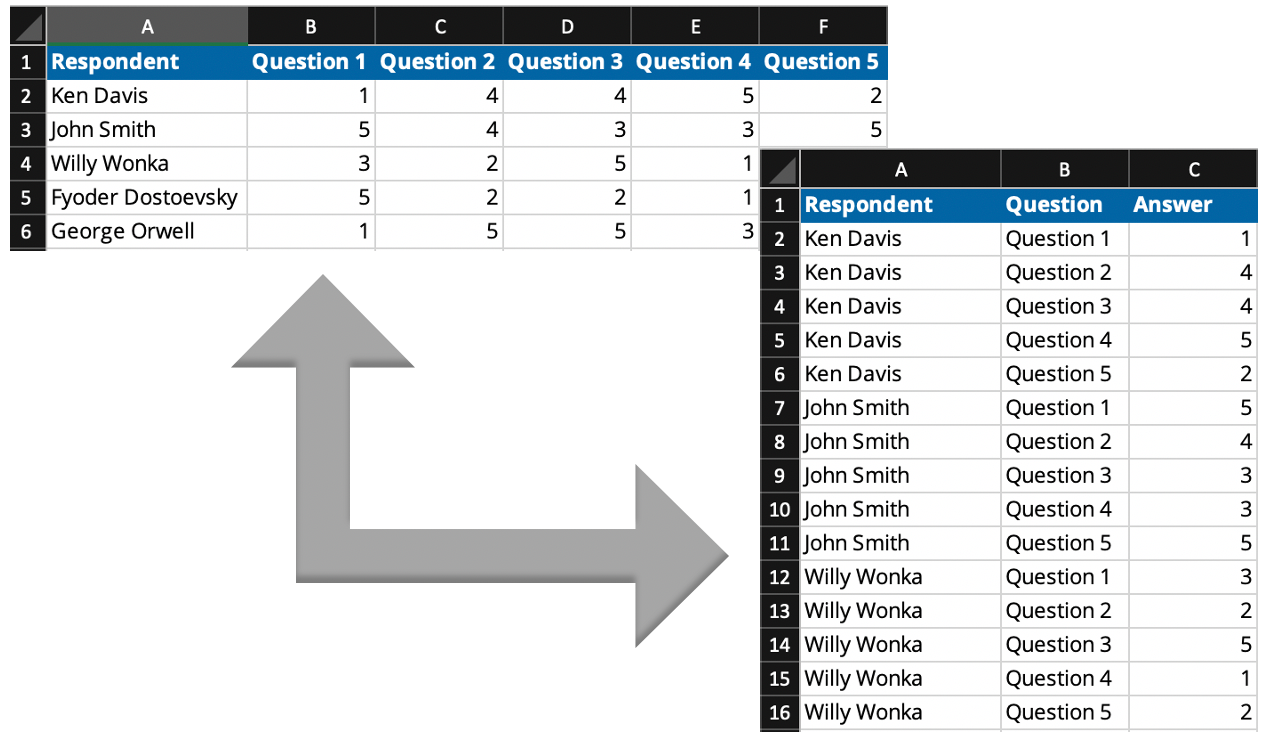 A B C D E F
1 Respondent Question 1 Question 2 Question 3 Question 4 Question 5
2 Ken Davis 1 4 4 5 2
3 John Smith 5 4 3 3 5
4 Willy Wonka 3 2 5 1
5 Fyoder Dostoevsky 5 2 2 1
6 George Orwell 1 5 5 3
A B C
1 Respondent Question Answer
2 Ken Davis Question 1 1
3 Ken Davis Question 2 4
4 Ken Davis Question 3 4
5 Ken Davis Question 4 5
6 Ken Davis Question 5 2
7 John Smith Question 1 5
8 John Smith Question 2 4
9 John Smith Question 3 3
10 John Smith Question 4 3
11 John Smith Question 5 5
12 Willy Wonka Question 1 3
13 Willy Wonka Question 2 2
14 Willy Wonka Question 3 5
15 Willy Wonka Question 4 1
16 Willy Wonka Question 5 2